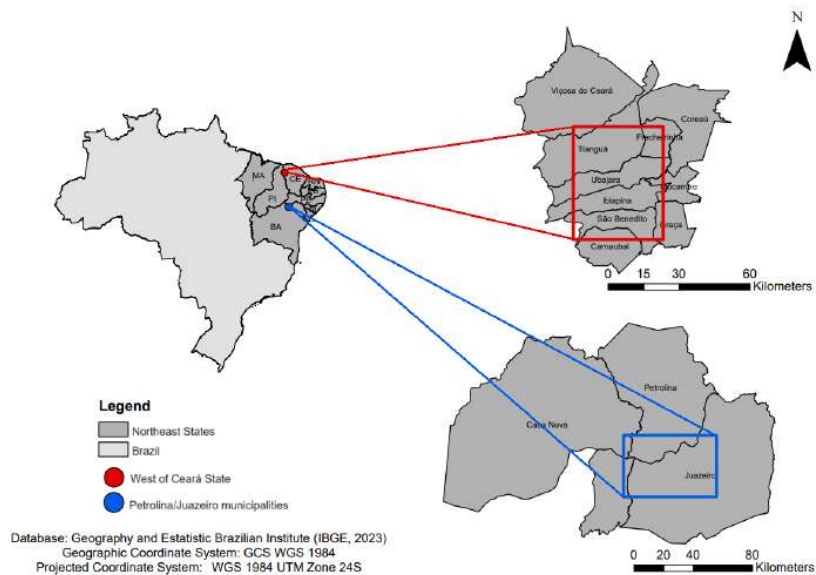 N
Viçosa do Ceará
Coreaú
Frecheirinha
Tianguá
Ubajara
Mucambo
Ibiapina
São Benedito
Graça
Carnaubal
0 15 30 60
Kilometers
MA
CE
PI
BA
Petrolina
Casa Nova
Juazeiro
0 20 40 80
Kilometers
Legend
Northeast States
Brazil
West of Ceará State
Petrolina/Juazeiro municipalities
Database: Geography and Estatistic Brazilian Institute (IBGE, 2023)
Geographic Coordinate System: GCS WGS 1984
Projected Coordinate System: WGS 1984 UTM Zone 24S